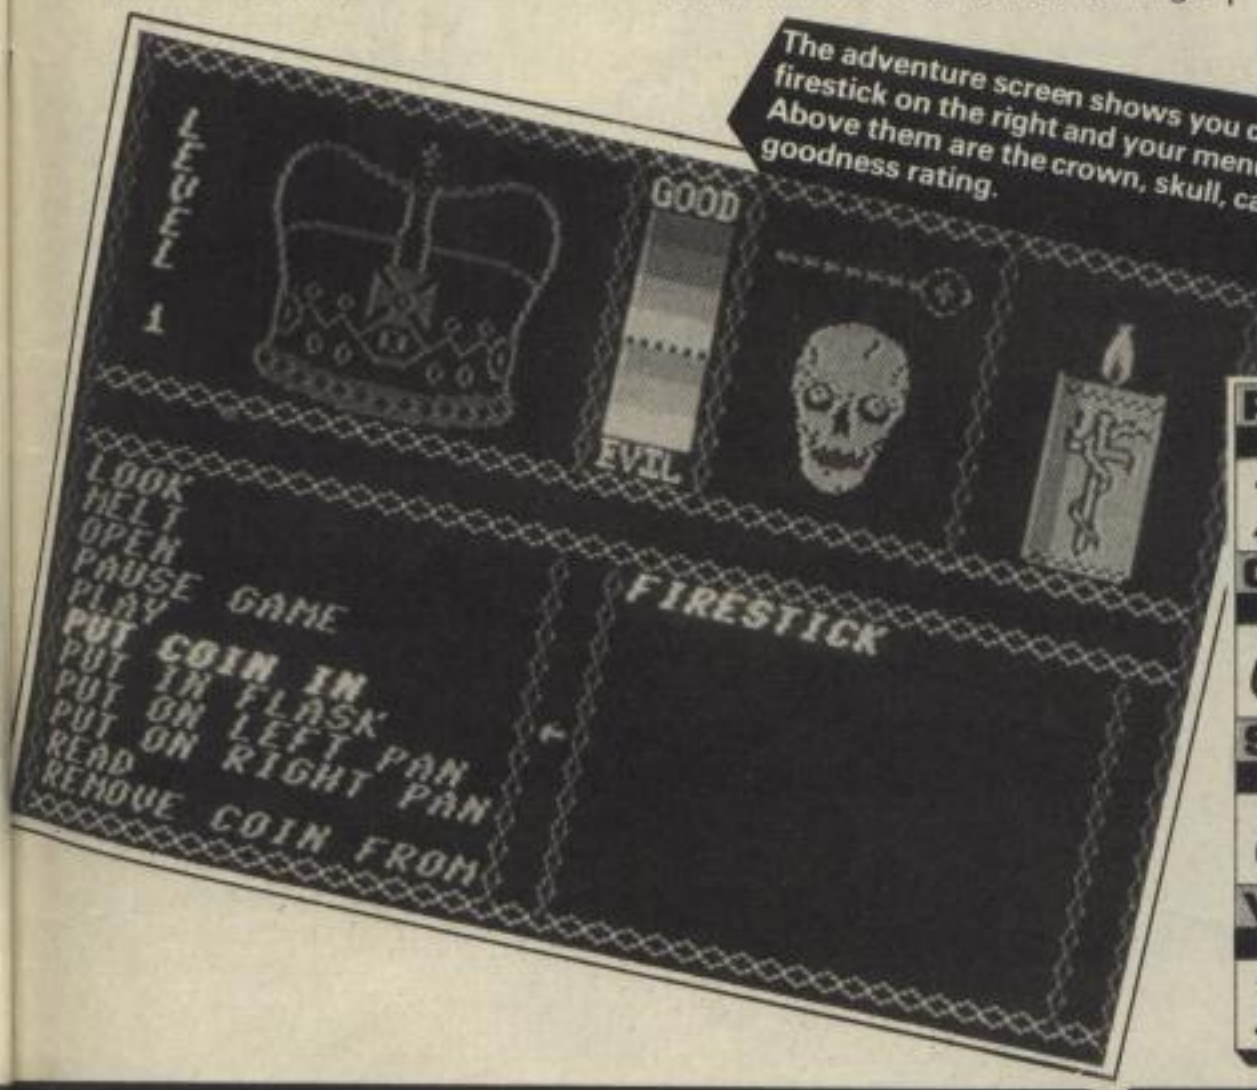 The adventure screen shows you
firestick on the right and your
Above them are the crown, skull,
goodness rating.
LEVEL 1
GOOD
EVIL
LOOK
MELT
OPEN
PAUSE GAME
PLAY
PUT COIN IN
PUT IN FLASK
PUT ON LEFT PAN
PUT ON RIGHT PAN
READ
REMOVE COIN FROM
FIRESTICK